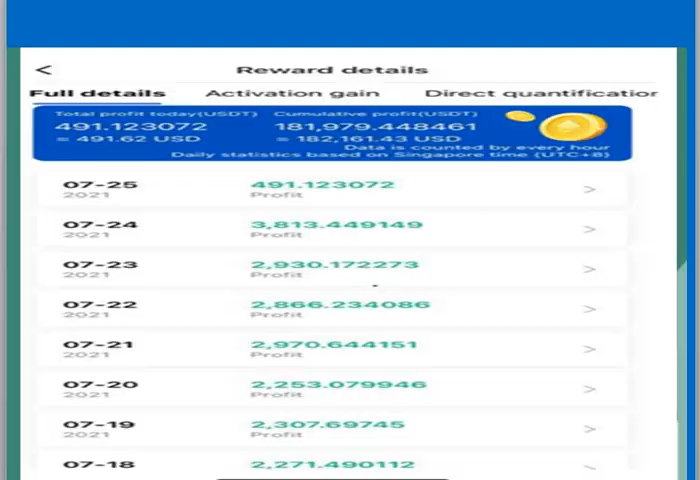 Reward details
Full details Activation gain Direct quantification
Total profit today(USDT) Cumulative profit(USDT)
491.123072 181,979.448461
≈ 491.62 USD ≈ 182,161.43 USD
Data is counted by every hour
Daily statistics based on Singapore time (UTC+8)
07-25 491.123072
2021 Profit
07-24 3,813.449149
2021 Profit
07-23 2,930.172273
2021 Profit
07-22 2,866.234086
2021 Profit
07-21 2,970.644151
2021 Profit
07-20 2,253.079946
2021 Profit
07-19 2,307.69745
2021 Profit
07-18 2,271.490112